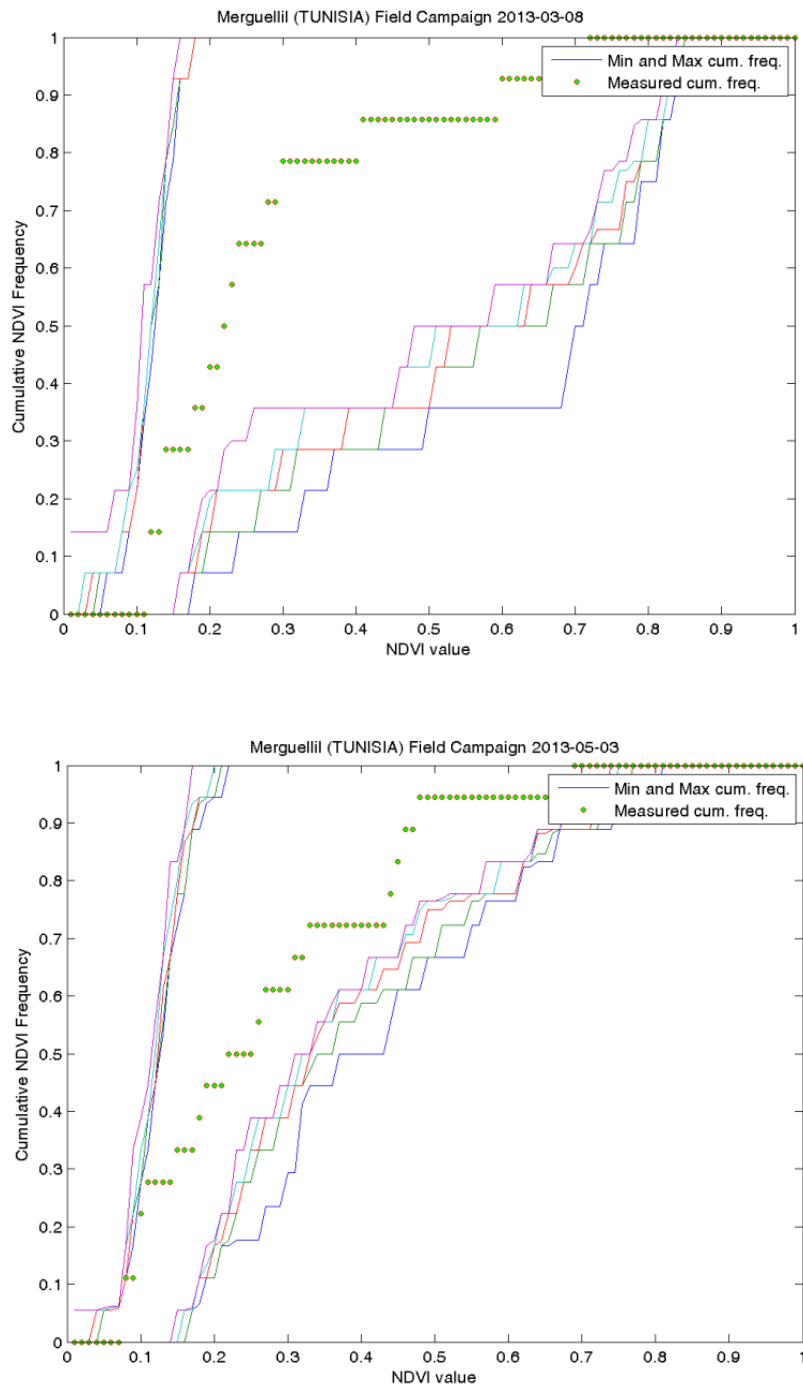 Merguellil (TUNISIA) Field Campaign 2013-03-08
Min and Max cum. freq.
Measured cum. freq.
Cumulative NDVI Frequency
1
0.9
0.8
0.7
0.6
0.5
0.4
0.3
0.2
0.1
0
0 0.1 0.2 0.3 0.4 0.5 0.6 0.7 0.8 0.9 1
NDVI value
Merguellil (TUNISIA) Field Campaign 2013-05-03
Min and Max cum. freq.
Measured cum. freq.
Cumulative NDVI Frequency
1
0.9
0.8
0.7
0.6
0.5
0.4
0.3
0.2
0.1
0
0 0.1 0.2 0.3 0.4 0.5 0.6 0.7 0.8 0.9 1
NDVI value